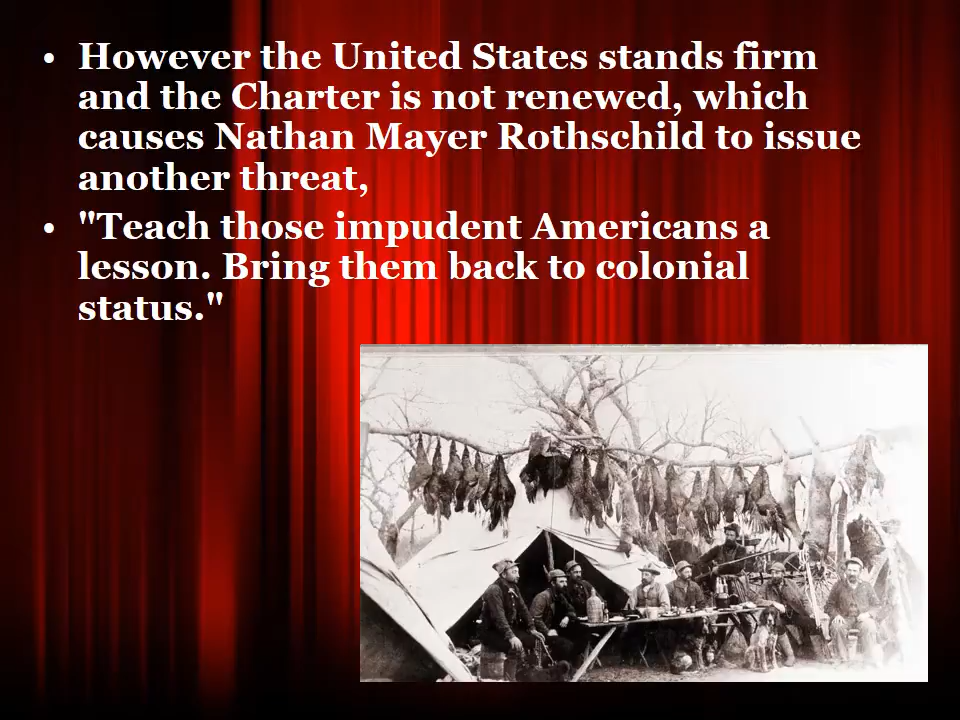 • However the United States stands firm
and the Charter is not renewed, which
causes Nathan Mayer Rothschild to issue
another threat,
• "Teach those impudent Americans a
lesson. Bring them back to colonial
status."